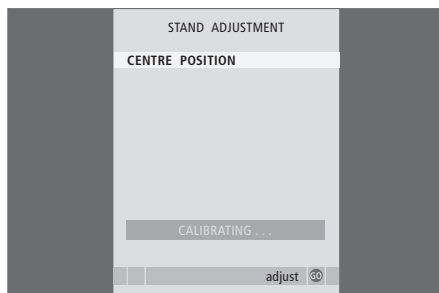 STAND ADJUSTMENT
CENTRE POSITION
CALIBRATING . . .
adjust GO